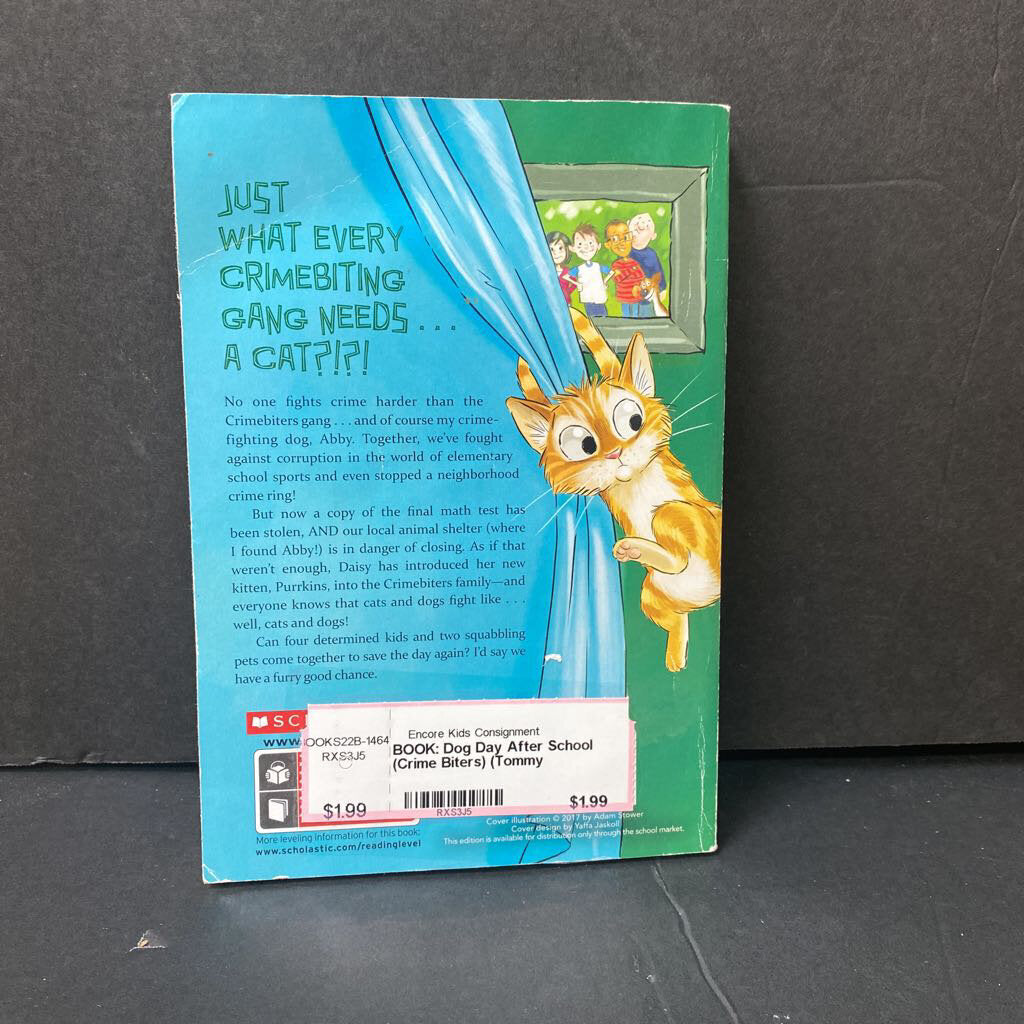 JUST
WHAT EVERY
CRIMEBITING
GANG NEEDS . . .
A CAT?!?!
No one fights crime harder than the
Crimebiters gang . . . and of course my crime-
fighting dog, Abby. Together, we've fought
against corruption in the world of elementary
school sports and even stopped a neighborhood
crime ring!
But now a copy of the final math test has
been stolen, AND our local animal shelter (where
I found Abby!) is in danger of closing. As if that
weren't enough, Daisy has introduced her new
kitten, Purrkins, into the Crimebiters family—and
everyone knows that cats and dogs fight like . . .
well, cats and dogs!
Can four determined kids and two squabbling
pets come together to save the day again? I'd say we
have a furry good chance.
SC
www
OOKS22B-1464
RXS3J5
$1.99
Encore Kids Consignment
BOOK: Dog Day After School
(Crime Biters) (Tommy
RXS3J5
$1.99
Cover illustration © 2017 by Adam Stower
Cover design by Yaffa Jaskoll
This edition is available for distribution only through the school market.
More leveling information for this book:
www.scholastic.com/readinglevel